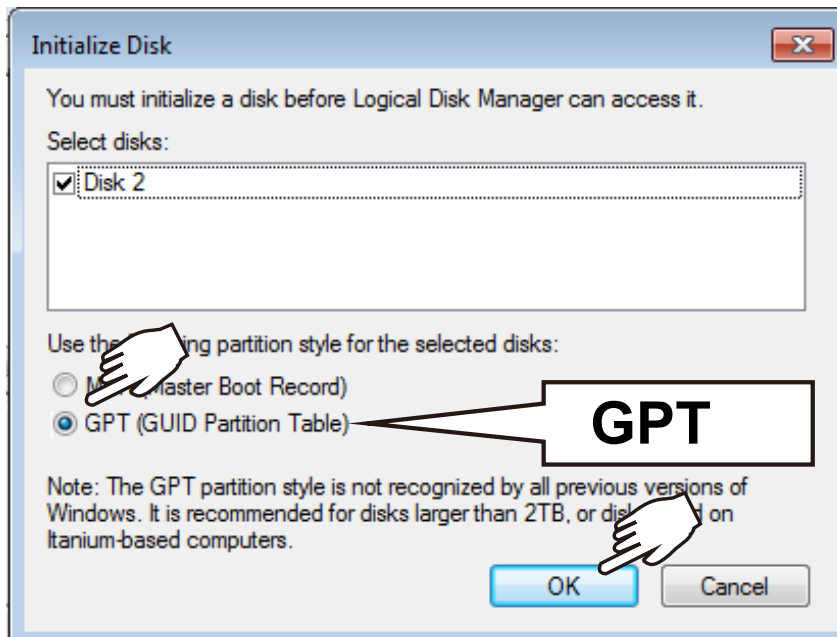 Initialize Disk
You must initialize a disk before Logical Disk Manager can access it.
Select disks:
Disk 2
Use the ing partition style for the selected disks:
(Master Boot Record)
GPT (GUID Partition Table)
GPT
Note: The GPT partition style is not recognized by all previous versions of
Windows. It is recommended for disks larger than 2TB, or on
Itanium-based computers.
OK
Cancel